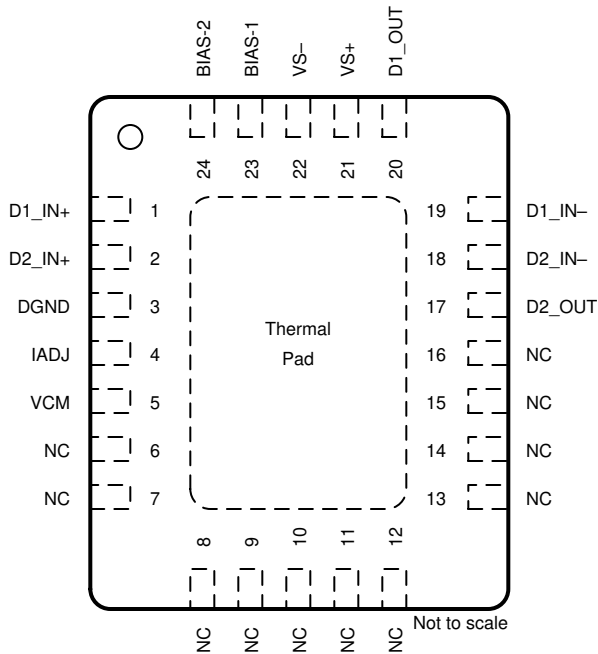 BIAS-2
BIAS-1
VS–
VS+
D1_OUT
24
23
22
21
20
D1_IN+ 1
D2_IN+ 2
DGND 3
IADJ 4
VCM 5
NC 6
NC 7
Thermal
Pad
19 D1_IN–
18 D2_IN–
17 D2_OUT
16 NC
15 NC
14 NC
13 NC
8
9
10
11
12
NC
NC
NC
NC
NC
Not to scale